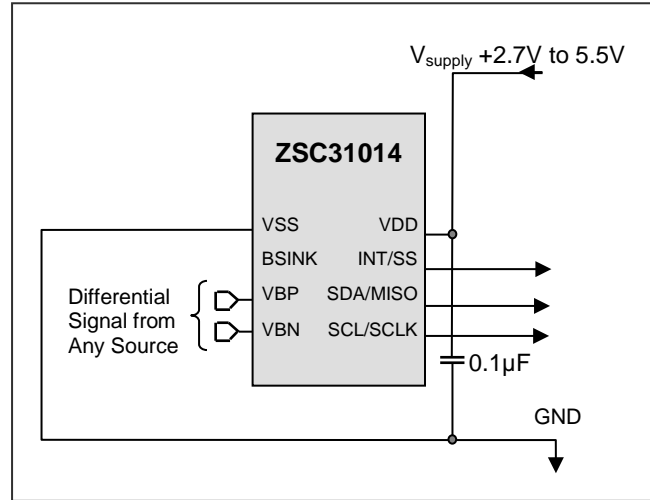 Vsupply +2.7V to 5.5V
ZSC31014
VSS VDD
BSINK INT/SS
VBP SDA/MISO
VBN SCL/SCLK
Differential
Signal from
Any Source
0.1µF
GND